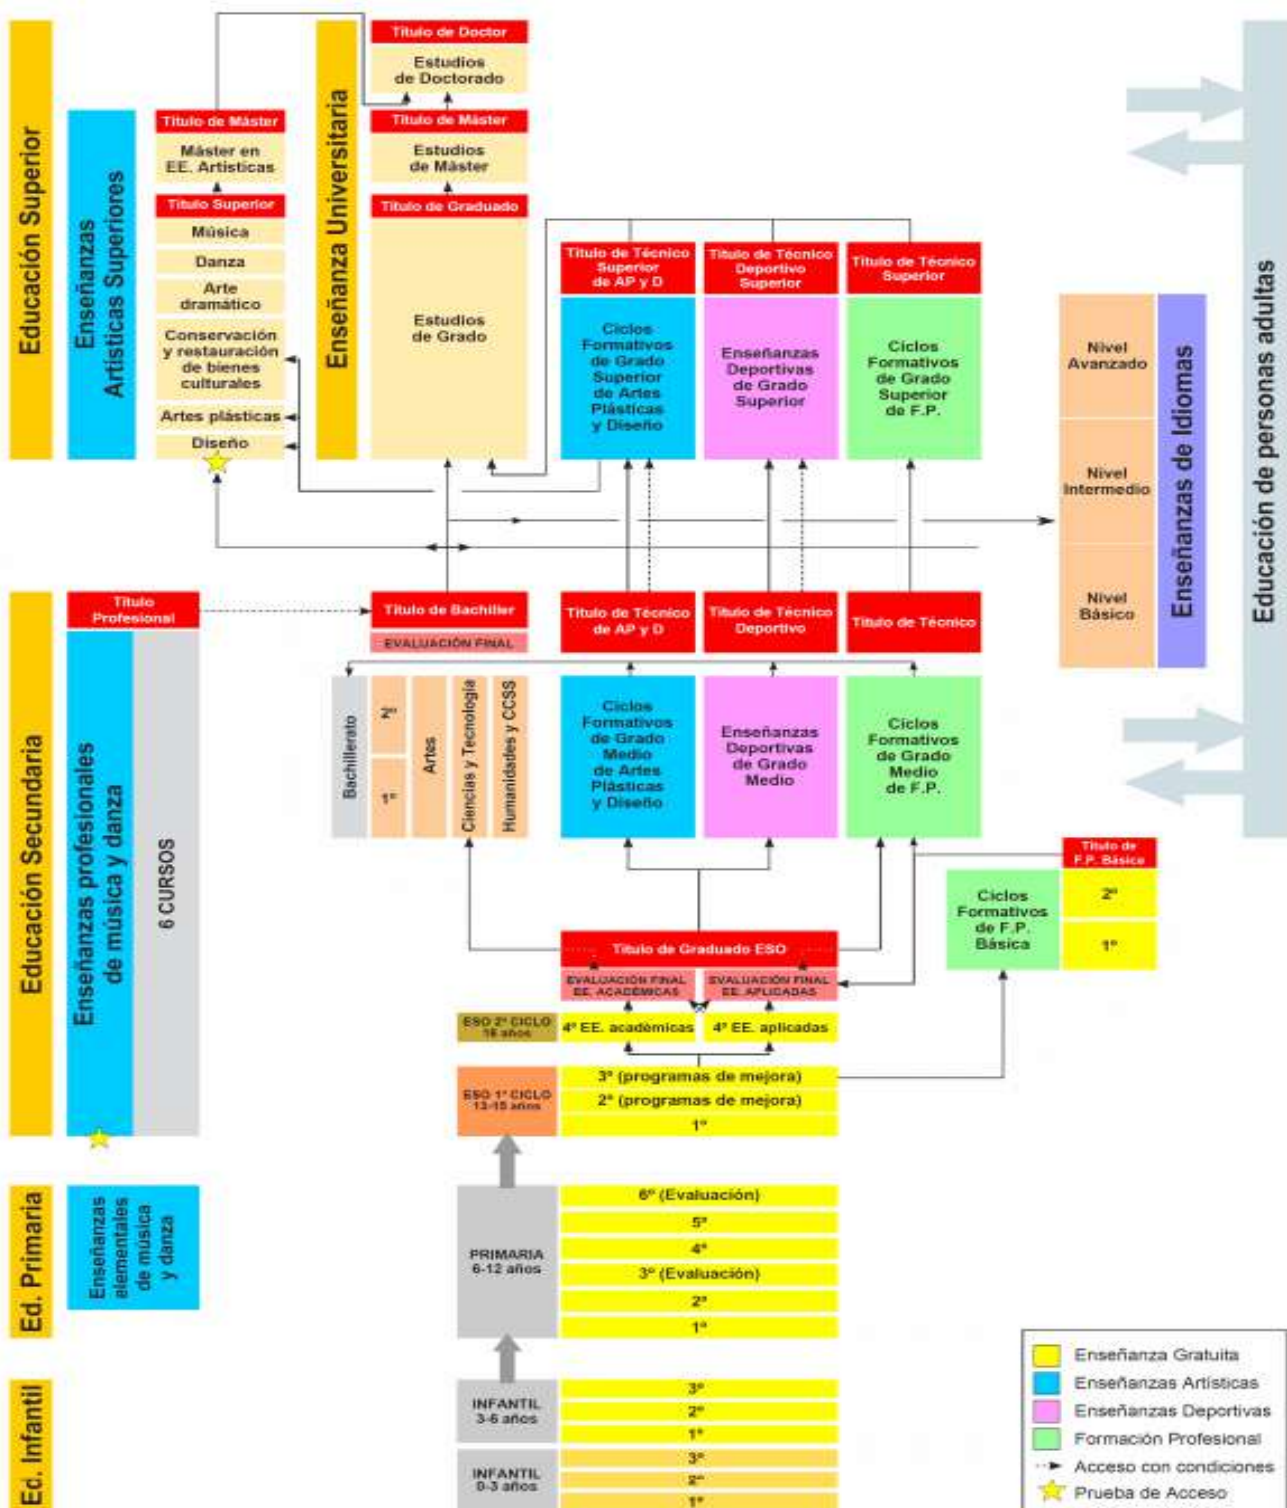 Educación Superior
Enseñanzas
Artísticas Superiores
Título de Máster
Máster en
EE. Artísticas
Título Superior
Música
Danza
Arte
dramático
Conservación
y restauración
de bienes
culturales
Artes plásticas
Diseño
Enseñanza Universitaria
Título de Doctor
Estudios
de Doctorado
Título de Máster
Estudios
de Máster
Título de Graduado
Estudios
de Grado
Título de Técnico
Superior
de AP y D
Ciclos
Formativos
de Grado
Superior
de Artes
Plásticas
y Diseño
Título de Técnico
Deportivo
Superior
Enseñanzas
Deportivas
de Grado
Superior
Título de Técnico
Superior
Ciclos
Formativos
de Grado
Superior
de F.P.
Nivel
Avanzado
Nivel
Intermedio
Nivel
Básico
Enseñanzas de Idiomas
Educación de personas adultas
Educación Secundaria
Título
Profesional
Enseñanzas profesionales
de música y danza
6 CURSOS
Título de Bachiller
EVALUACIÓN FINAL
Bachillerato
2º
1º
Artes
Ciencias y Tecnología
Humanidades y CCSS
Título de Técnico
de AP y D
Ciclos
Formativos
de Grado
Medio
de Artes
Plásticas
y Diseño
Título de Técnico
Deportivo
Enseñanzas
Deportivas
de Grado
Medio
Título de Técnico
Ciclos
Formativos
de Grado
Medio
de F.P.
Título de
F.P. Básica
Ciclos
Formativos
de F.P.
Básica
2º
1º
Título de Graduado ESO
EVALUACIÓN FINAL
EE. ACADÉMICAS
EVALUACIÓN FINAL
EE. APLICADAS
ESO 2º CICLO
16 años
4º EE. académicas
4º EE. aplicadas
ESO 1º CICLO
13-15 años
3º (programas de mejora)
2º (programas de mejora)
1º
Ed. Primaria
Enseñanzas
elementales
de música
y danza
PRIMARIA
6-12 años
6º (Evaluación)
5º
4º
3º (Evaluación)
2º
1º
Ed. Infantil
INFANTIL
3-6 años
3º
2º
1º
INFANTIL
0-3 años
3º
2º
1º
Enseñanza Gratuita
Enseñanzas Artísticas
Enseñanzas Deportivas
Formación Profesional
Acceso con condiciones
Prueba de Acceso